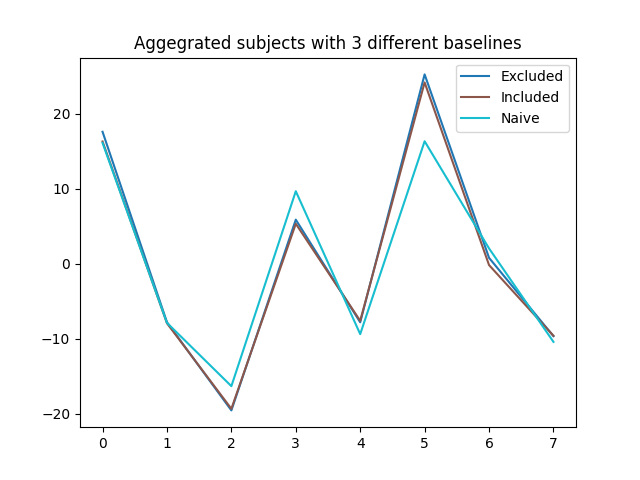 Aggegrated subjects with 3 different baselines
Excluded
Included
Naive
20
10
0
−10
−20
0 1 2 3 4 5 6 7